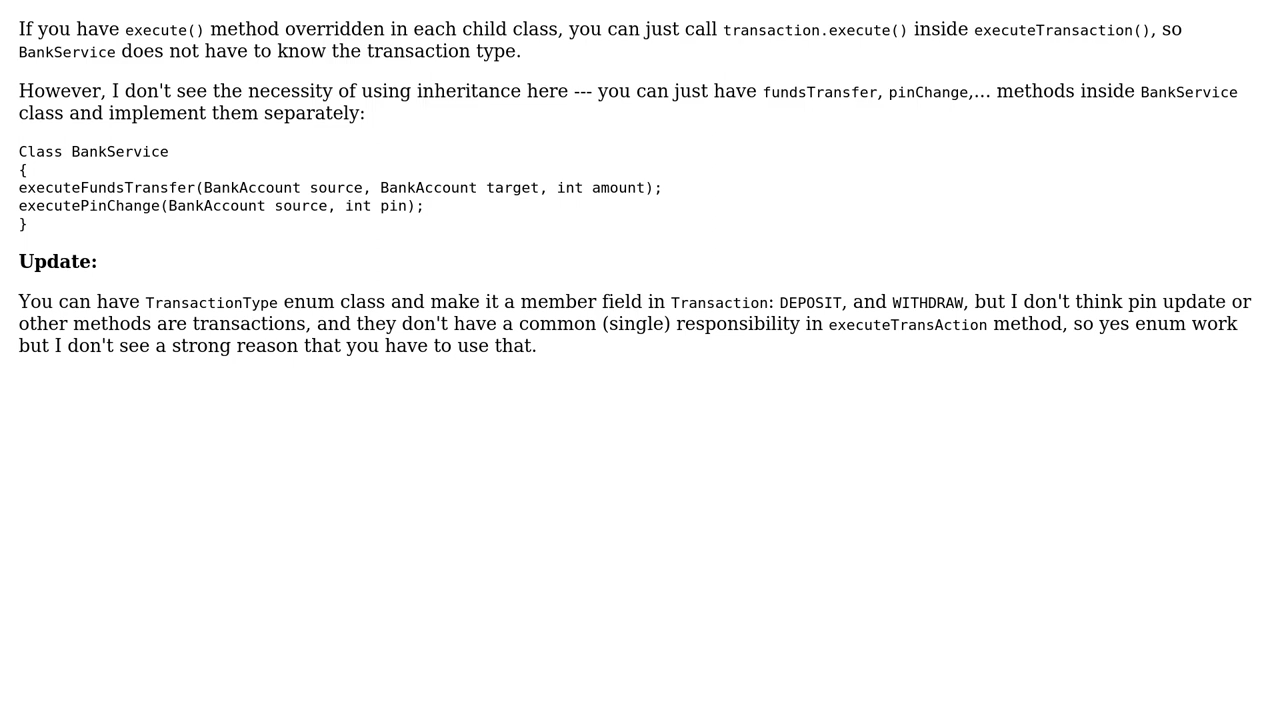 If you have execute() method overridden in each child class, you can just call transaction.execute() inside executeTransaction(), so
BankService does not have to know the transaction type.
However, I don't see the necessity of using inheritance here --- you can just have fundsTransfer, pinChange,... methods inside BankService
class and implement them separately:
Class BankService
{
executeFundsTransfer(BankAccount source, BankAccount target, int amount);
executePinChange(BankAccount source, int pin);
}
Update:
You can have TransactionType enum class and make it a member field in Transaction: DEPOSIT, and WITHDRAW, but I don't think pin update or
other methods are transactions, and they don't have a common (single) responsibility in executeTransAction method, so yes enum work
but I don't see a strong reason that you have to use that.